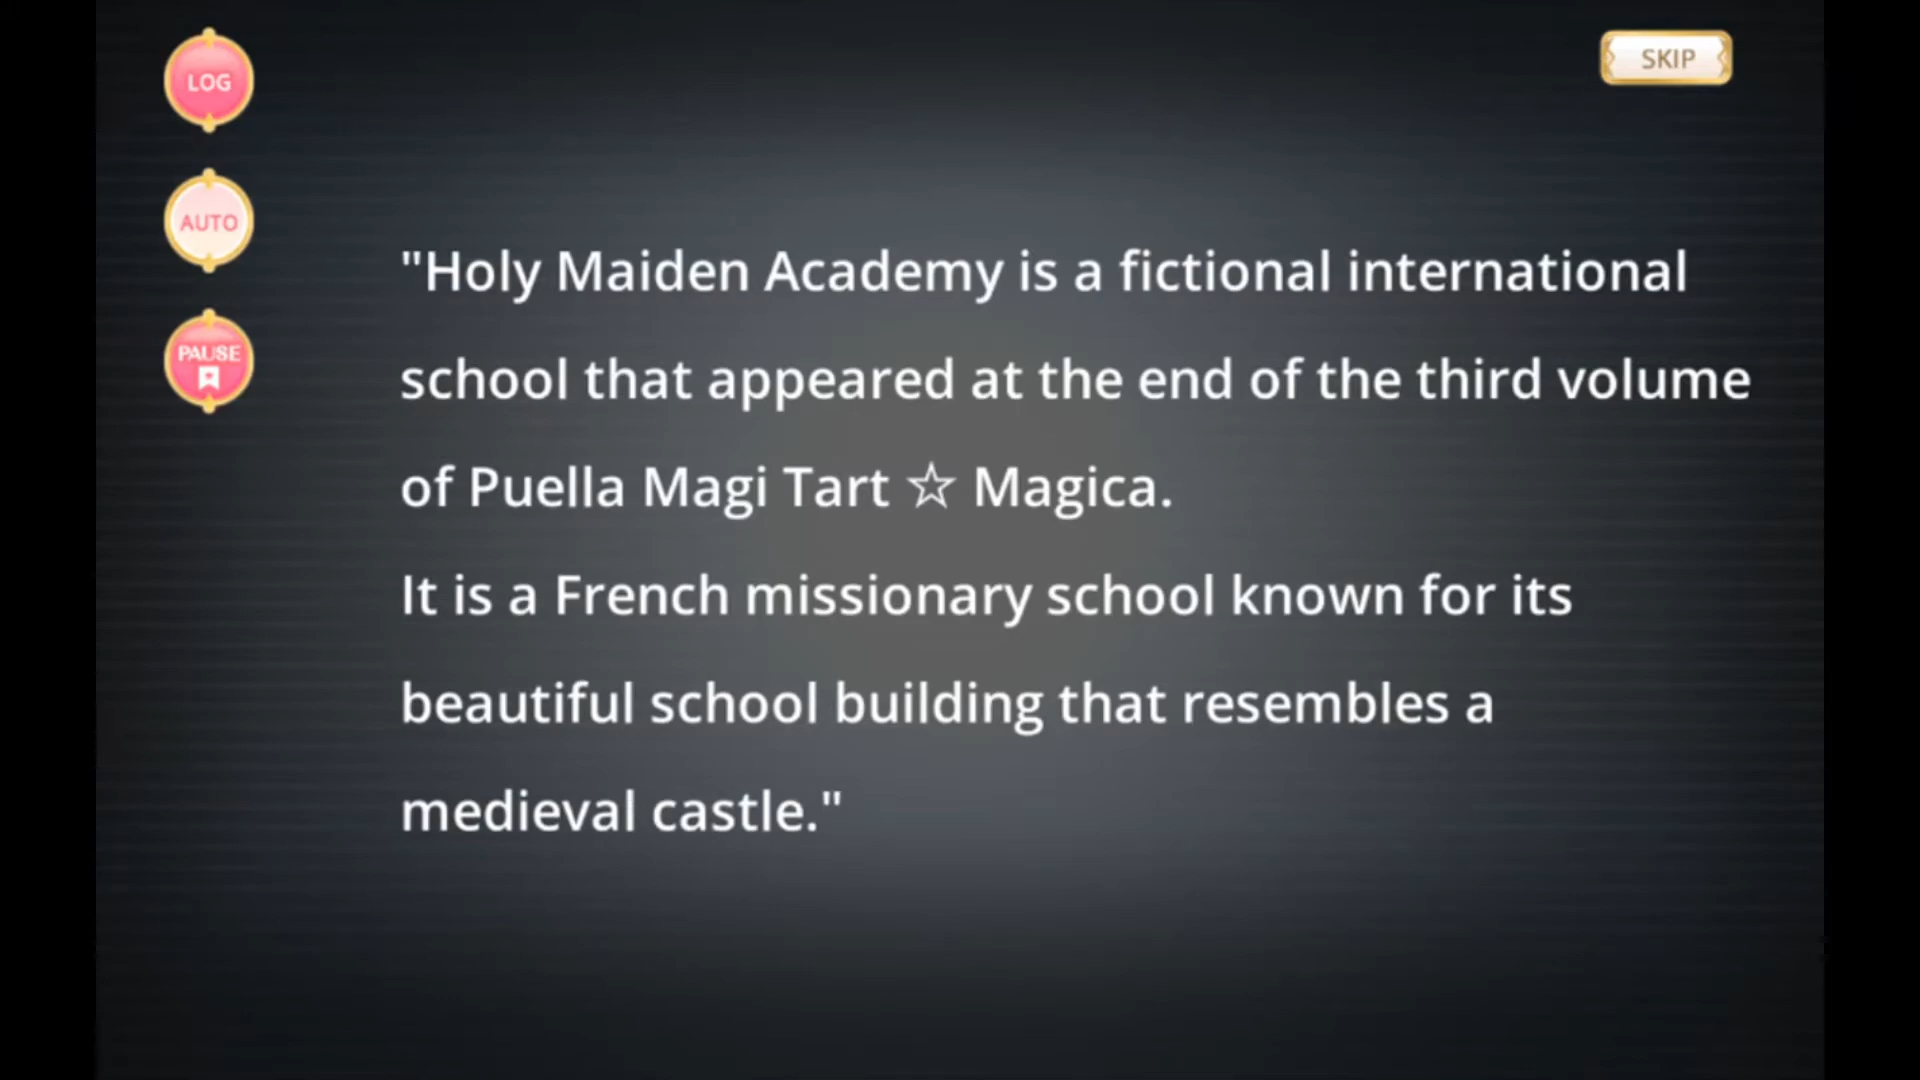 LOG
SKIP
AUTO
PAUSE
"Holy Maiden Academy is a fictional international
school that appeared at the end of the third volume
of Puella Magi Tart ☆ Magica.
It is a French missionary school known for its
beautiful school building that resembles a
medieval castle."